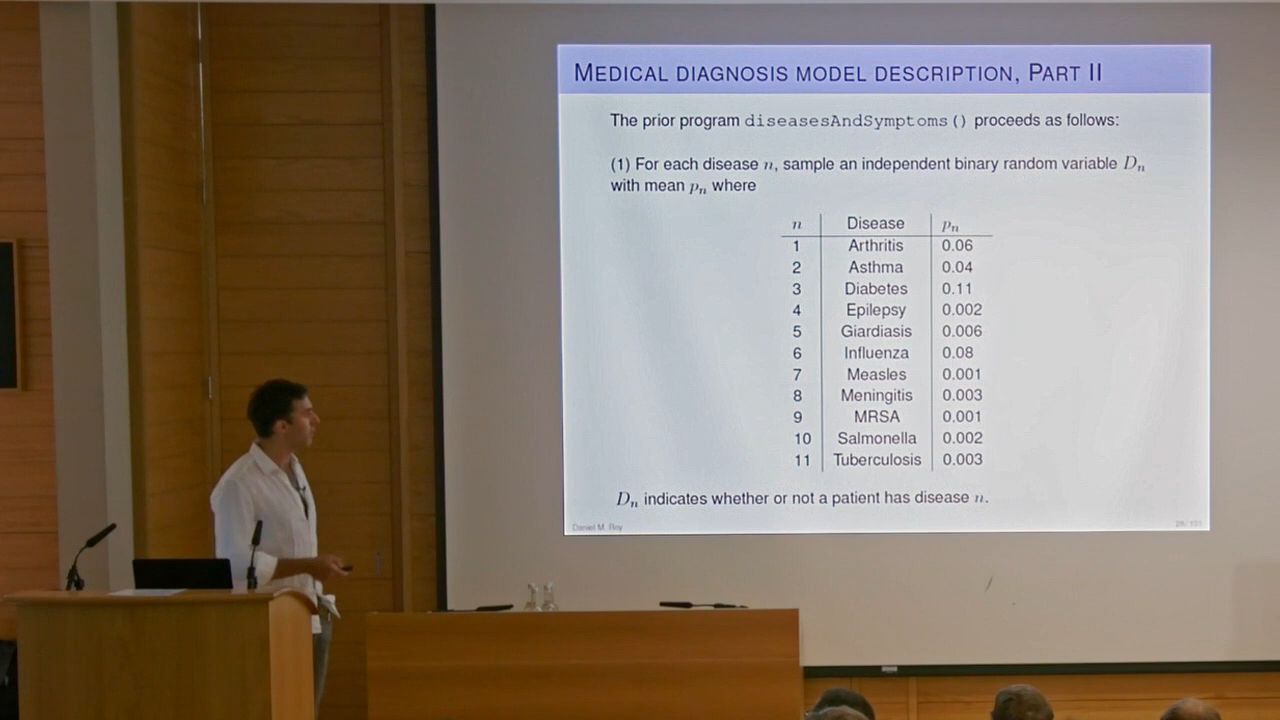 MEDICAL DIAGNOSIS MODEL DESCRIPTION, PART II
The prior program diseasesAndSymptoms() proceeds as follows:
(1) For each disease n, sample an independent binary random variable Dn
with mean pn where
n Disease pn
1 Arthritis 0.06
2 Asthma 0.04
3 Diabetes 0.11
4 Epilepsy 0.002
5 Giardiasis 0.006
6 Influenza 0.08
7 Measles 0.001
8 Meningitis 0.003
9 MRSA 0.001
10 Salmonella 0.002
11 Tuberculosis 0.003
Dn indicates whether or not a patient has disease n.
Daniel M. Roy